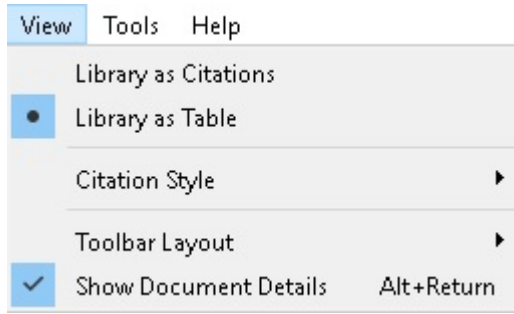 View Tools Help
Library as Citations
Library as Table
Citation Style
Toolbar Layout
Show Document Details Alt+Return